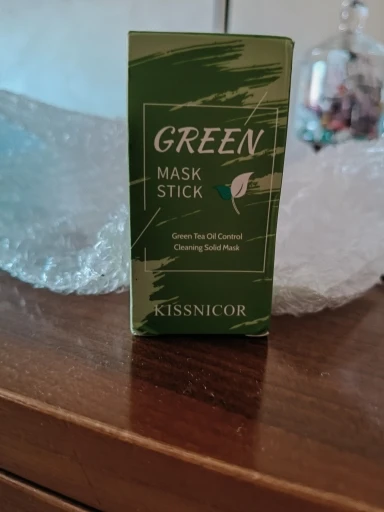 GREEN
MASK
STICK
Green Tea Oil Control
Cleaning Solid Mask
KISSNICOR